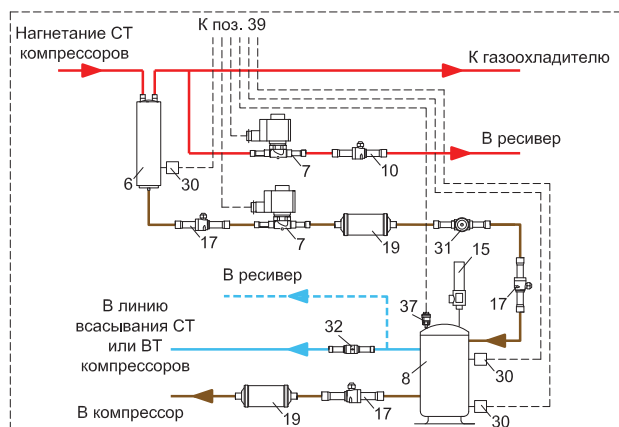 К поз. 39
Нагнетание СТ
компрессоров
К газоохладителю
В ресивер
6
30
7
10
17
7
19
31
15
В ресивер
17
37
В линию
всасывания СТ
или ВТ
компрессоров
32
8
30
В компрессор
19
17
30